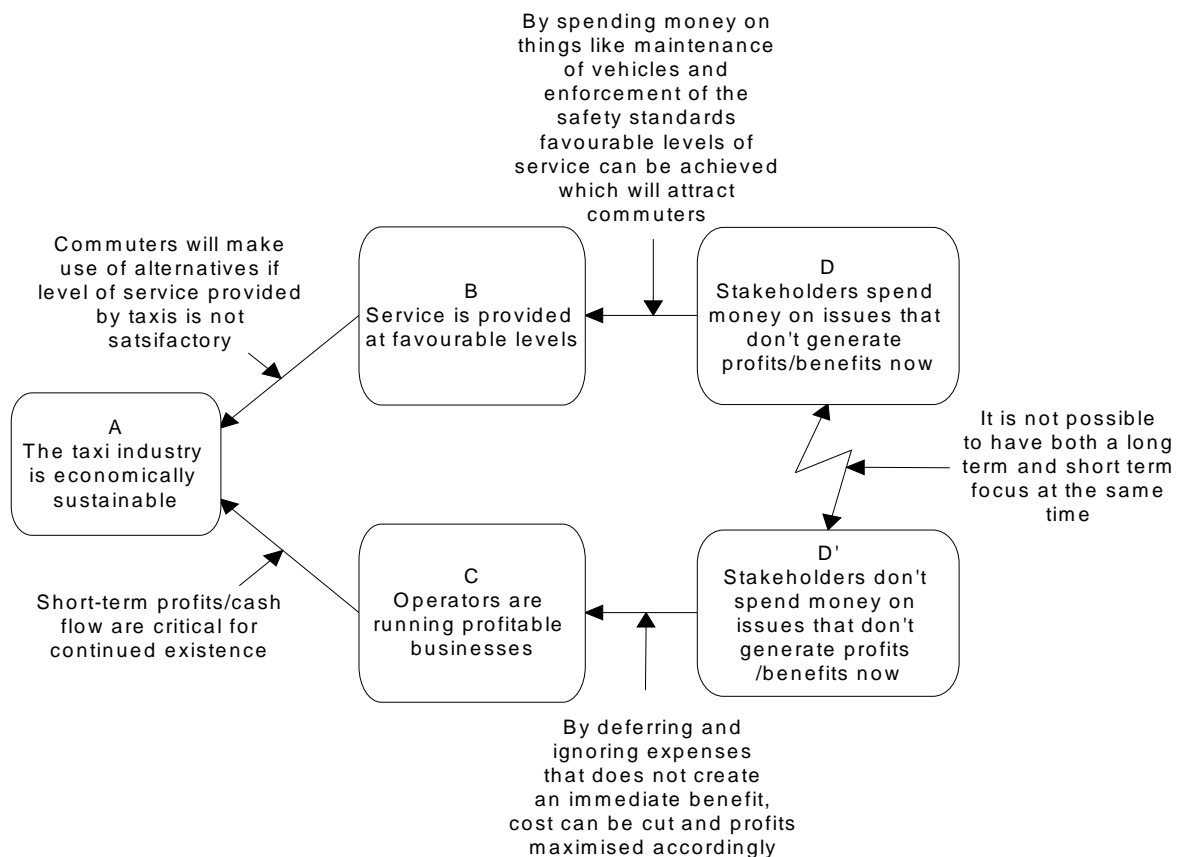 By spending money on
things like maintenance
of vehicles and
enforcement of the
safety standards
favourable levels of
service can be achieved
which will attract
commuters
Commuters will make
use of alternatives if
level of service provided
by taxis is not
satsifactory
B
Service is provided
at favourable levels
D
Stakeholders spend
money on issues that
don't generate
profits/benefits now
A
The taxi industry
is economically
sustainable
It is not possible
to have both a long
term and short term
focus at the same
time
Short-term profits/cash
flow are critical for
continued existence
C
Operators are
running profitable
businesses
D'
Stakeholders don't
spend money on
issues that don't
generate profits
/benefits now
By deferring and
ignoring expenses
that does not create
an immediate benefit,
cost can be cut and profits
maximised accordingly